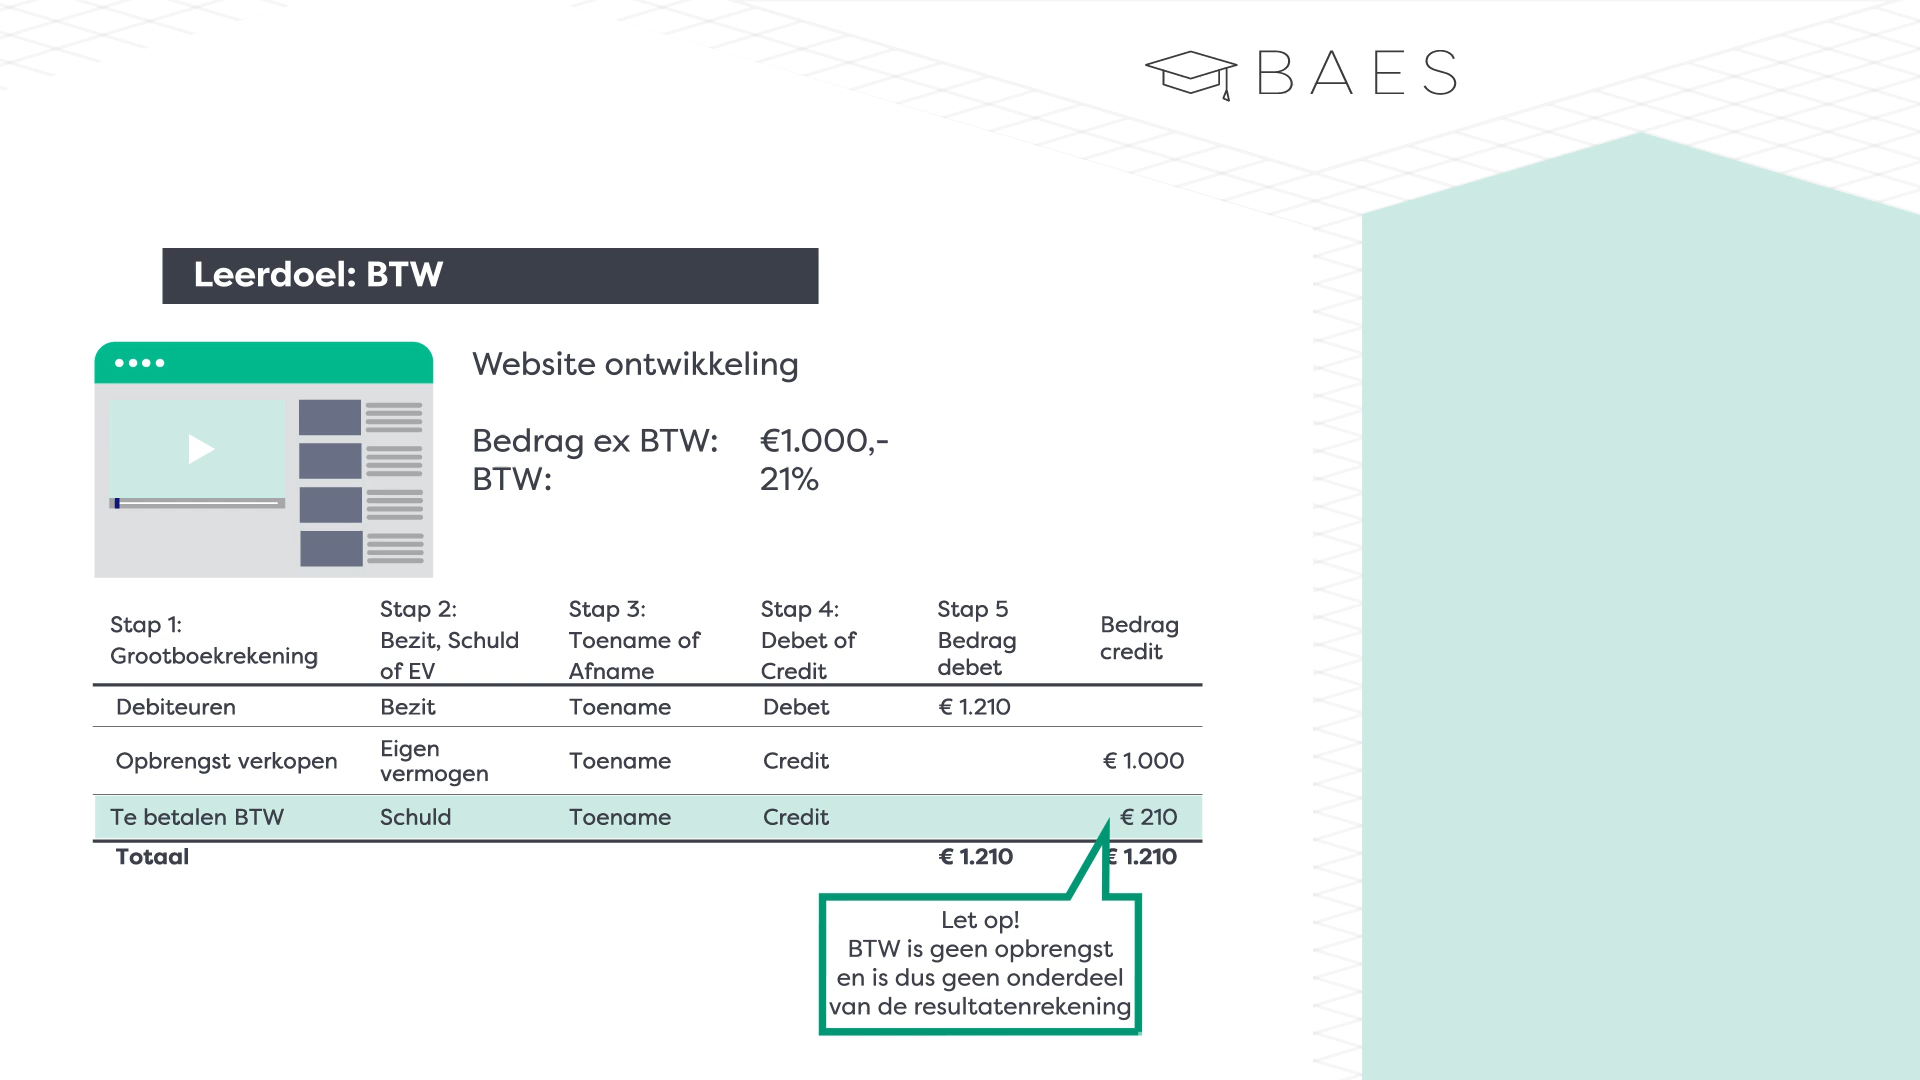 BAES
Leerdoel: BTW
Website ontwikkeling
Bedrag ex BTW: €1.000,-
BTW: 21%
Stap 1:
Grootboekrekening
Stap 2:
Bezit, Schuld
of EV
Stap 3:
Toename of
Afname
Stap 4:
Debet of
Credit
Stap 5
Bedrag
debet
Bedrag
credit
Debiteuren Bezit Toename Debet € 1.210
Opbrengst verkopen Eigen vermogen Toename Credit € 1.000
Te betalen BTW Schuld Toename Credit € 210
Totaal € 1.210 € 1.210
Let op!
BTW is geen opbrengst
en is dus geen onderdeel
van de resultatenrekening